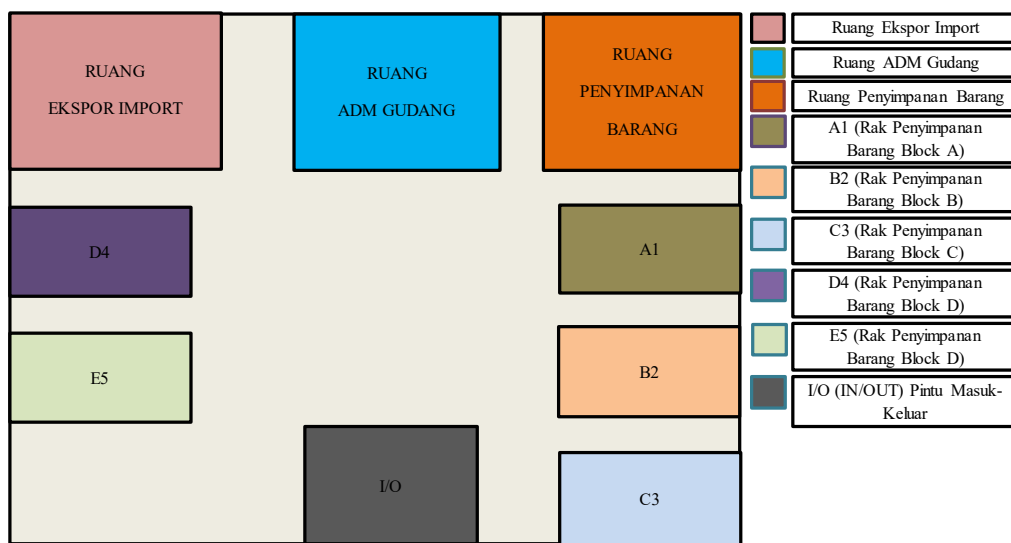 RUANG
EKSPOR IMPORT
RUANG
ADM GUDANG
RUANG
PENYIMPANAN
BARANG
D4
A1
E5
B2
I/O
C3
Ruang Ekspor Import
Ruang ADM Gudang
Ruang Penyimpanan Barang
A1 (Rak Penyimpanan
Barang Block A)
B2 (Rak Penyimpanan
Barang Block B)
C3 (Rak Penyimpanan
Barang Block C)
D4 (Rak Penyimpanan
Barang Block D)
E5 (Rak Penyimpanan
Barang Block D)
I/O (IN/OUT) Pintu Masuk-
Keluar